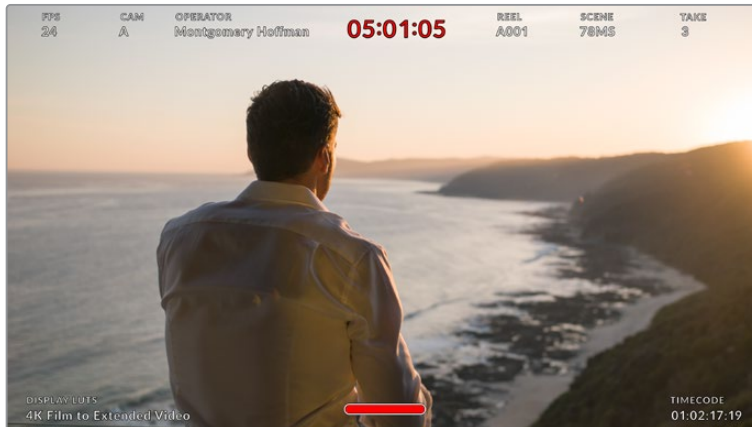 FPS CAM OPERATOR REEL SCENE TAKE
24 A Montgomery Hoffman 05:01:05 A001 78MS 3
DISPLAY LUTS TIMECODE
4K Film to Extended Video 01:02:17:19